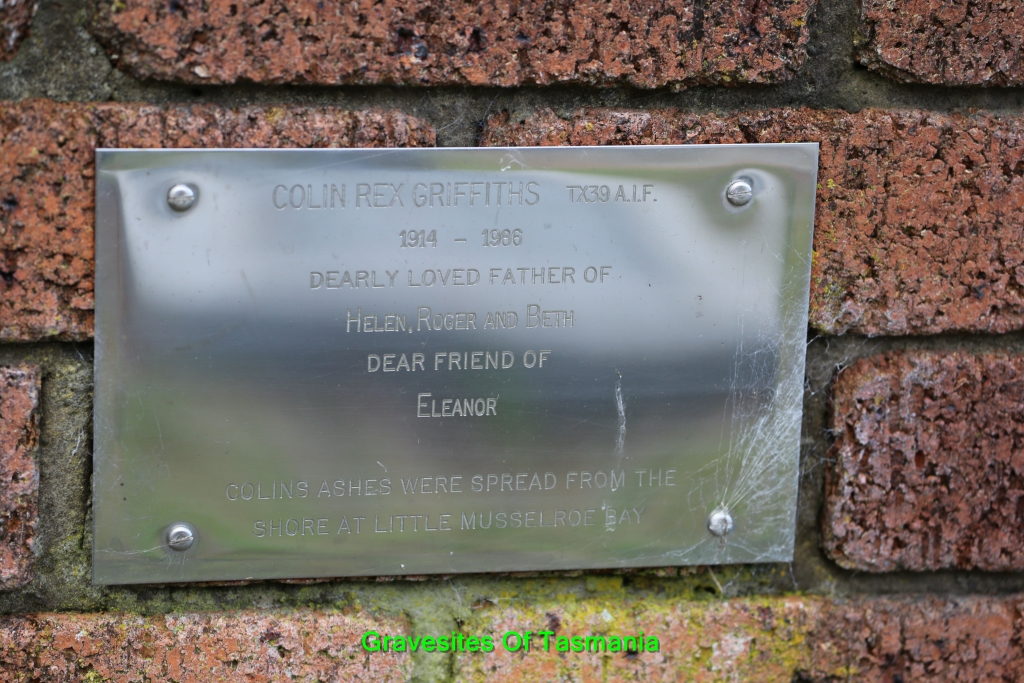 COLIN REX GRIFFITHS TX39 A.I.F.
1914 - 1986
DEARLY LOVED FATHER OF
HELEN, ROGER AND BETH
DEAR FRIEND OF
ELEANOR
COLINS ASHES WERE SPREAD FROM THE
SHORE AT LITTLE MUSSELROE BAY
Gravesites Of Tasmania